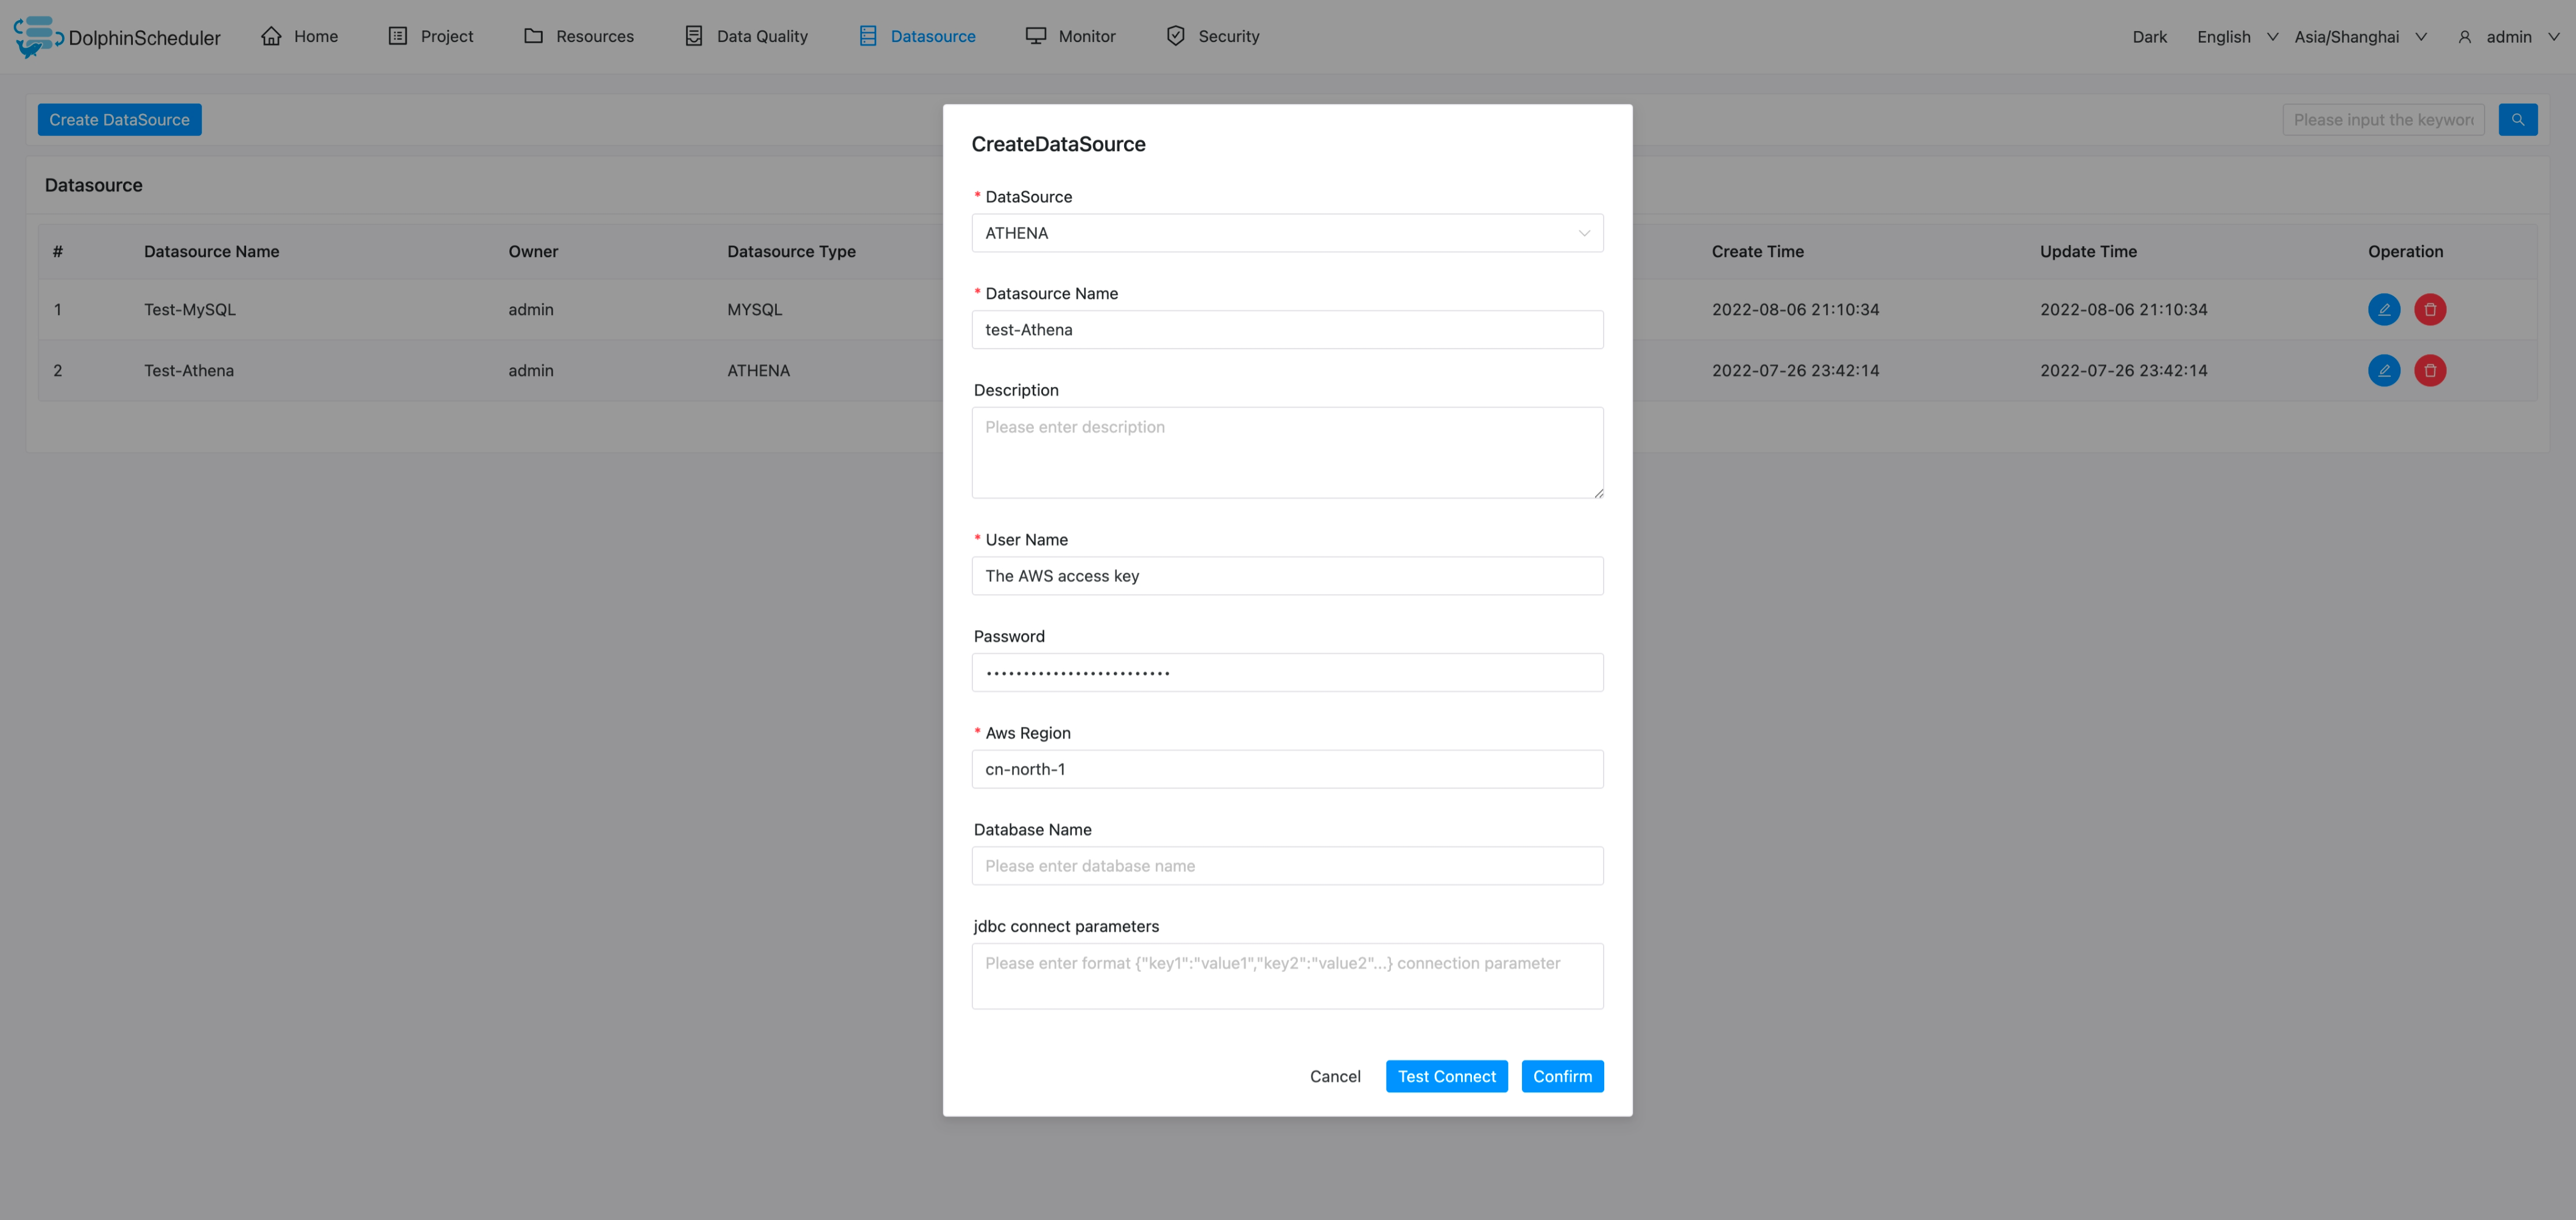 DolphinScheduler Home Project Resources Data Quality Datasource Monitor Security Dark English Asia/Shanghai admin
Create DataSource
Please input the keyword
Datasource
# Datasource Name Owner Datasource Type Create Time Update Time Operation
1 Test-MySQL admin MYSQL 2022-08-06 21:10:34 2022-08-06 21:10:34
2 Test-Athena admin ATHENA 2022-07-26 23:42:14 2022-07-26 23:42:14
CreateDataSource
* DataSource
ATHENA
* Datasource Name
test-Athena
Description
Please enter description
* User Name
The AWS access key
Password
•••••••••••••••••••••••••
* Aws Region
cn-north-1
Database Name
Please enter database name
jdbc connect parameters
Please enter format {"key1":"value1","key2":"value2"...} connection parameter
Cancel Test Connect Confirm